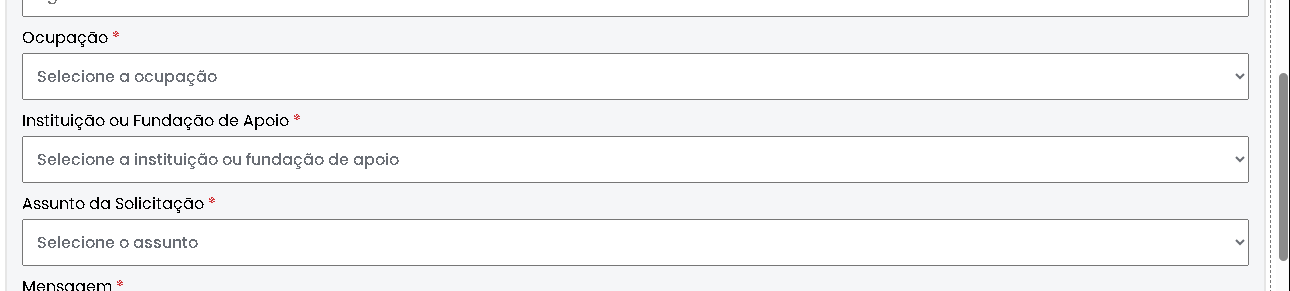 Ocupação *
Selecione a ocupação
Instituição ou Fundação de Apoio *
Selecione a instituição ou fundação de apoio
Assunto da Solicitação *
Selecione o assunto
Mensagem *